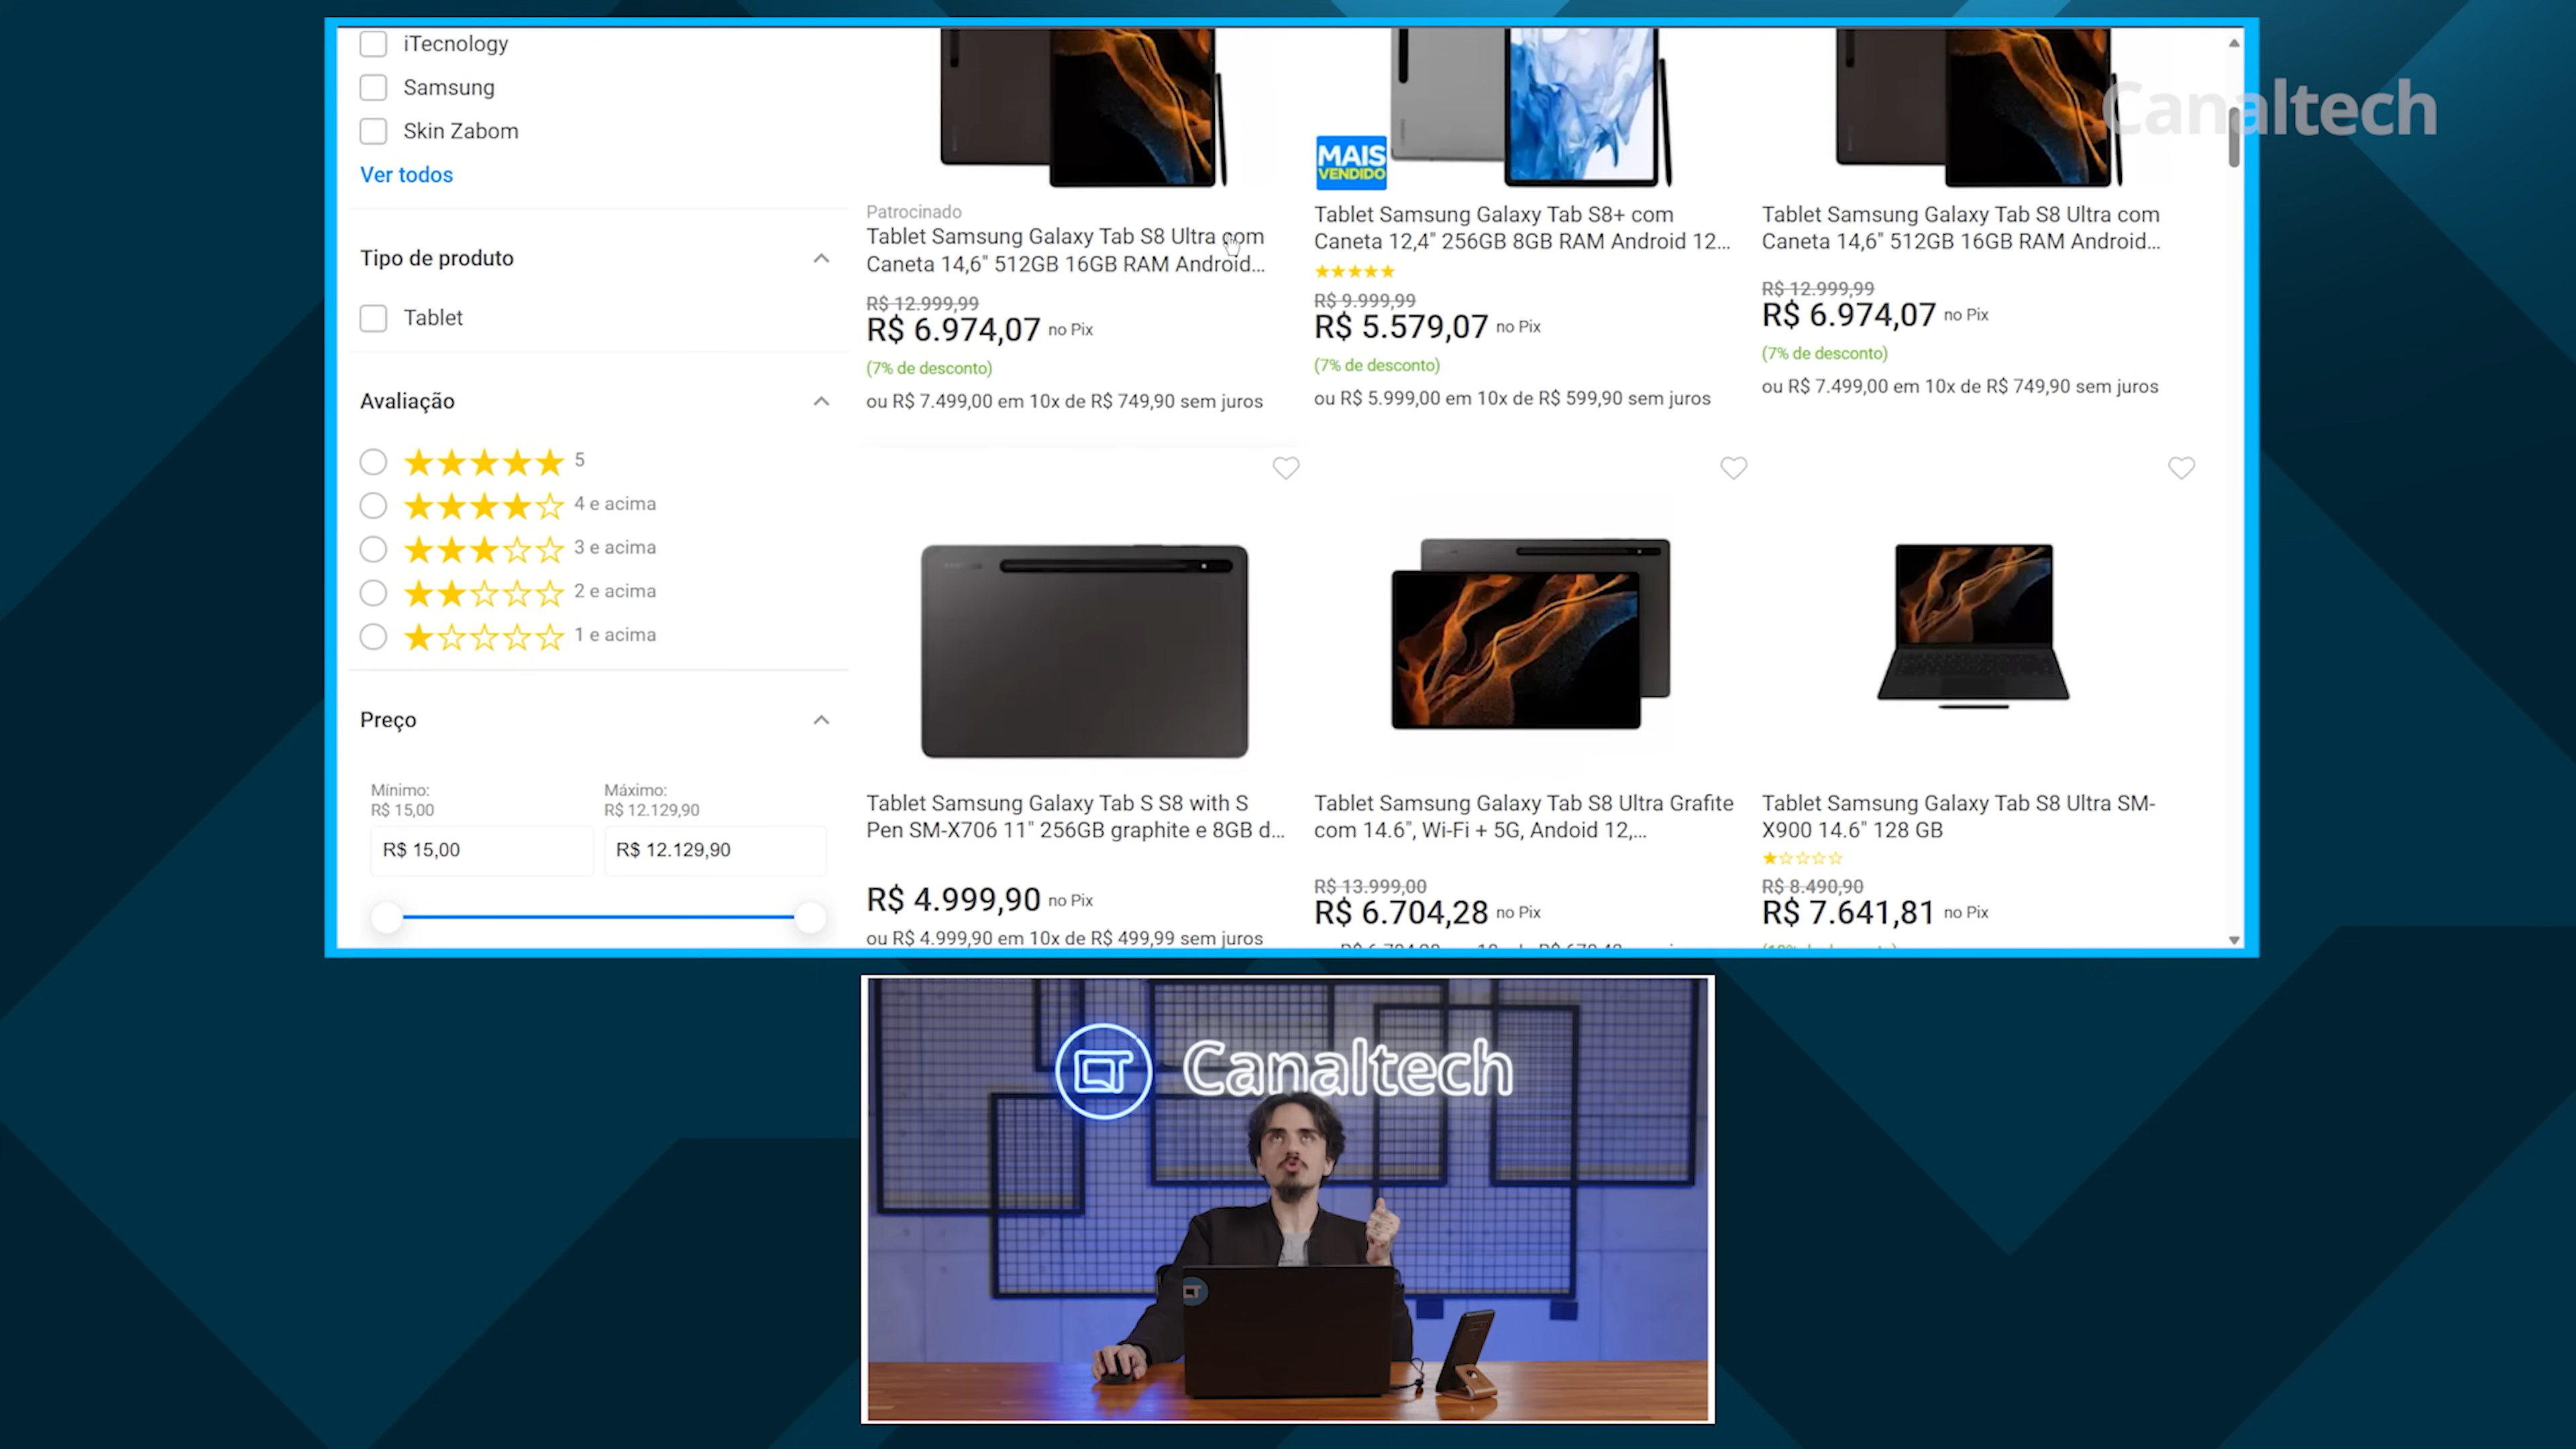 iTecnology
Samsung
Skin Zabom
Ver todos
Tipo de produto
Tablet
Avaliação
5
4 e acima
3 e acima
2 e acima
1 e acima
Preço
Mínimo:
R$ 15,00
Máximo:
R$ 12.129,90
R$ 15,00
R$ 12.129,90
Canaltech
Patrocinado
Tablet Samsung Galaxy Tab S8 Ultra com
Caneta 14,6" 512GB 16GB RAM Android...
R$ 12.999,99
R$ 6.974,07 no Pix
(7% de desconto)
ou R$ 7.499,00 em 10x de R$ 749,90 sem juros
MAIS
VENDIDO
Tablet Samsung Galaxy Tab S8+ com
Caneta 12,4" 256GB 8GB RAM Android 12...
R$ 9.999,99
R$ 5.579,07 no Pix
(7% de desconto)
ou R$ 5.999,00 em 10x de R$ 599,90 sem juros
Tablet Samsung Galaxy Tab S8 Ultra com
Caneta 14,6" 512GB 16GB RAM Android...
R$ 12.999,99
R$ 6.974,07 no Pix
(7% de desconto)
ou R$ 7.499,00 em 10x de R$ 749,90 sem juros
Tablet Samsung Galaxy Tab S S8 with S
Pen SM-X706 11" 256GB graphite e 8GB d...
R$ 4.999,90 no Pix
ou R$ 4.999,90 em 10x de R$ 499,99 sem juros
Tablet Samsung Galaxy Tab S8 Ultra Grafite
com 14.6", Wi-Fi + 5G, Andoid 12,...
R$ 13.999,00
R$ 6.704,28 no Pix
Tablet Samsung Galaxy Tab S8 Ultra SM-
X900 14.6" 128 GB
R$ 8.490,90
R$ 7.641,81 no Pix
Canaltech